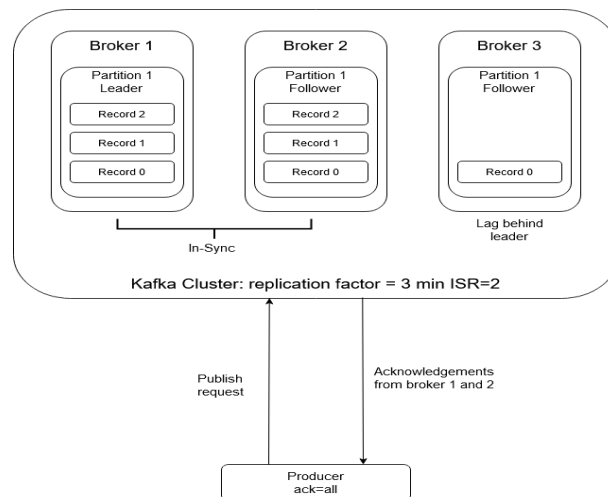 Broker 1
Partition 1
Leader
Record 2
Record 1
Record 0
Broker 2
Partition 1
Follower
Record 2
Record 1
Record 0
Broker 3
Partition 1
Follower
Record 0
In-Sync
Lag behind
leader
Kafka Cluster: replication factor = 3 min ISR=2
Publish
request
Acknowledgements
from broker 1 and 2
Producer
ack=all